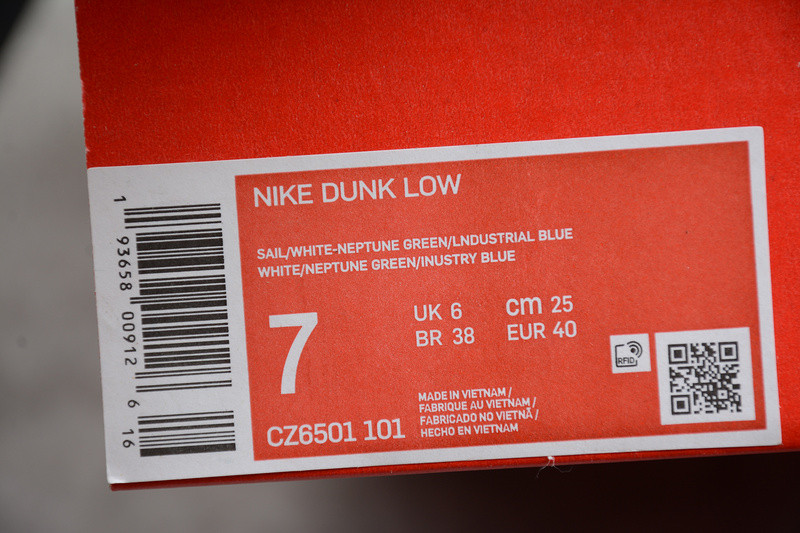 NIKE DUNK LOW
SAIL/WHITE-NEPTUNE GREEN/LNDUSTRIAL BLUE
WHITE/NEPTUNE GREEN/INUSTRY BLUE
7
UK 6 cm 25
BR 38 EUR 40
RFID
CZ6501 101
MADE IN VIETNAM /
FABRIQUE AU VIETNAM /
FABRICADO NO VIETNÃ /
HECHO EN VIETNAM
1 93658 00912 6 16